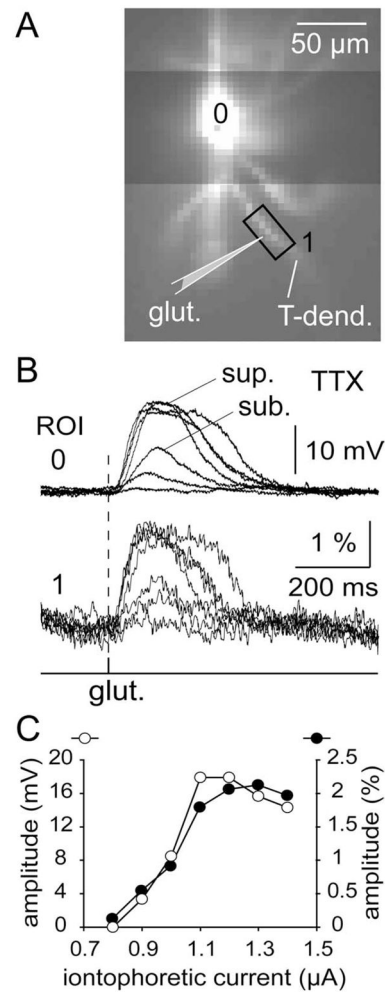 A
50 µm
0
1
glut.
T-dend.
B
sup.
TTX
ROI
sub.
0
10 mV
1 %
1
200 ms
glut.
C
20
2.5
16
2
12
1.5
8
1
4
0.5
0
0
amplitude (mV)
amplitude (%)
0.7 0.9 1.1 1.3 1.5
iontophoretic current (µA)